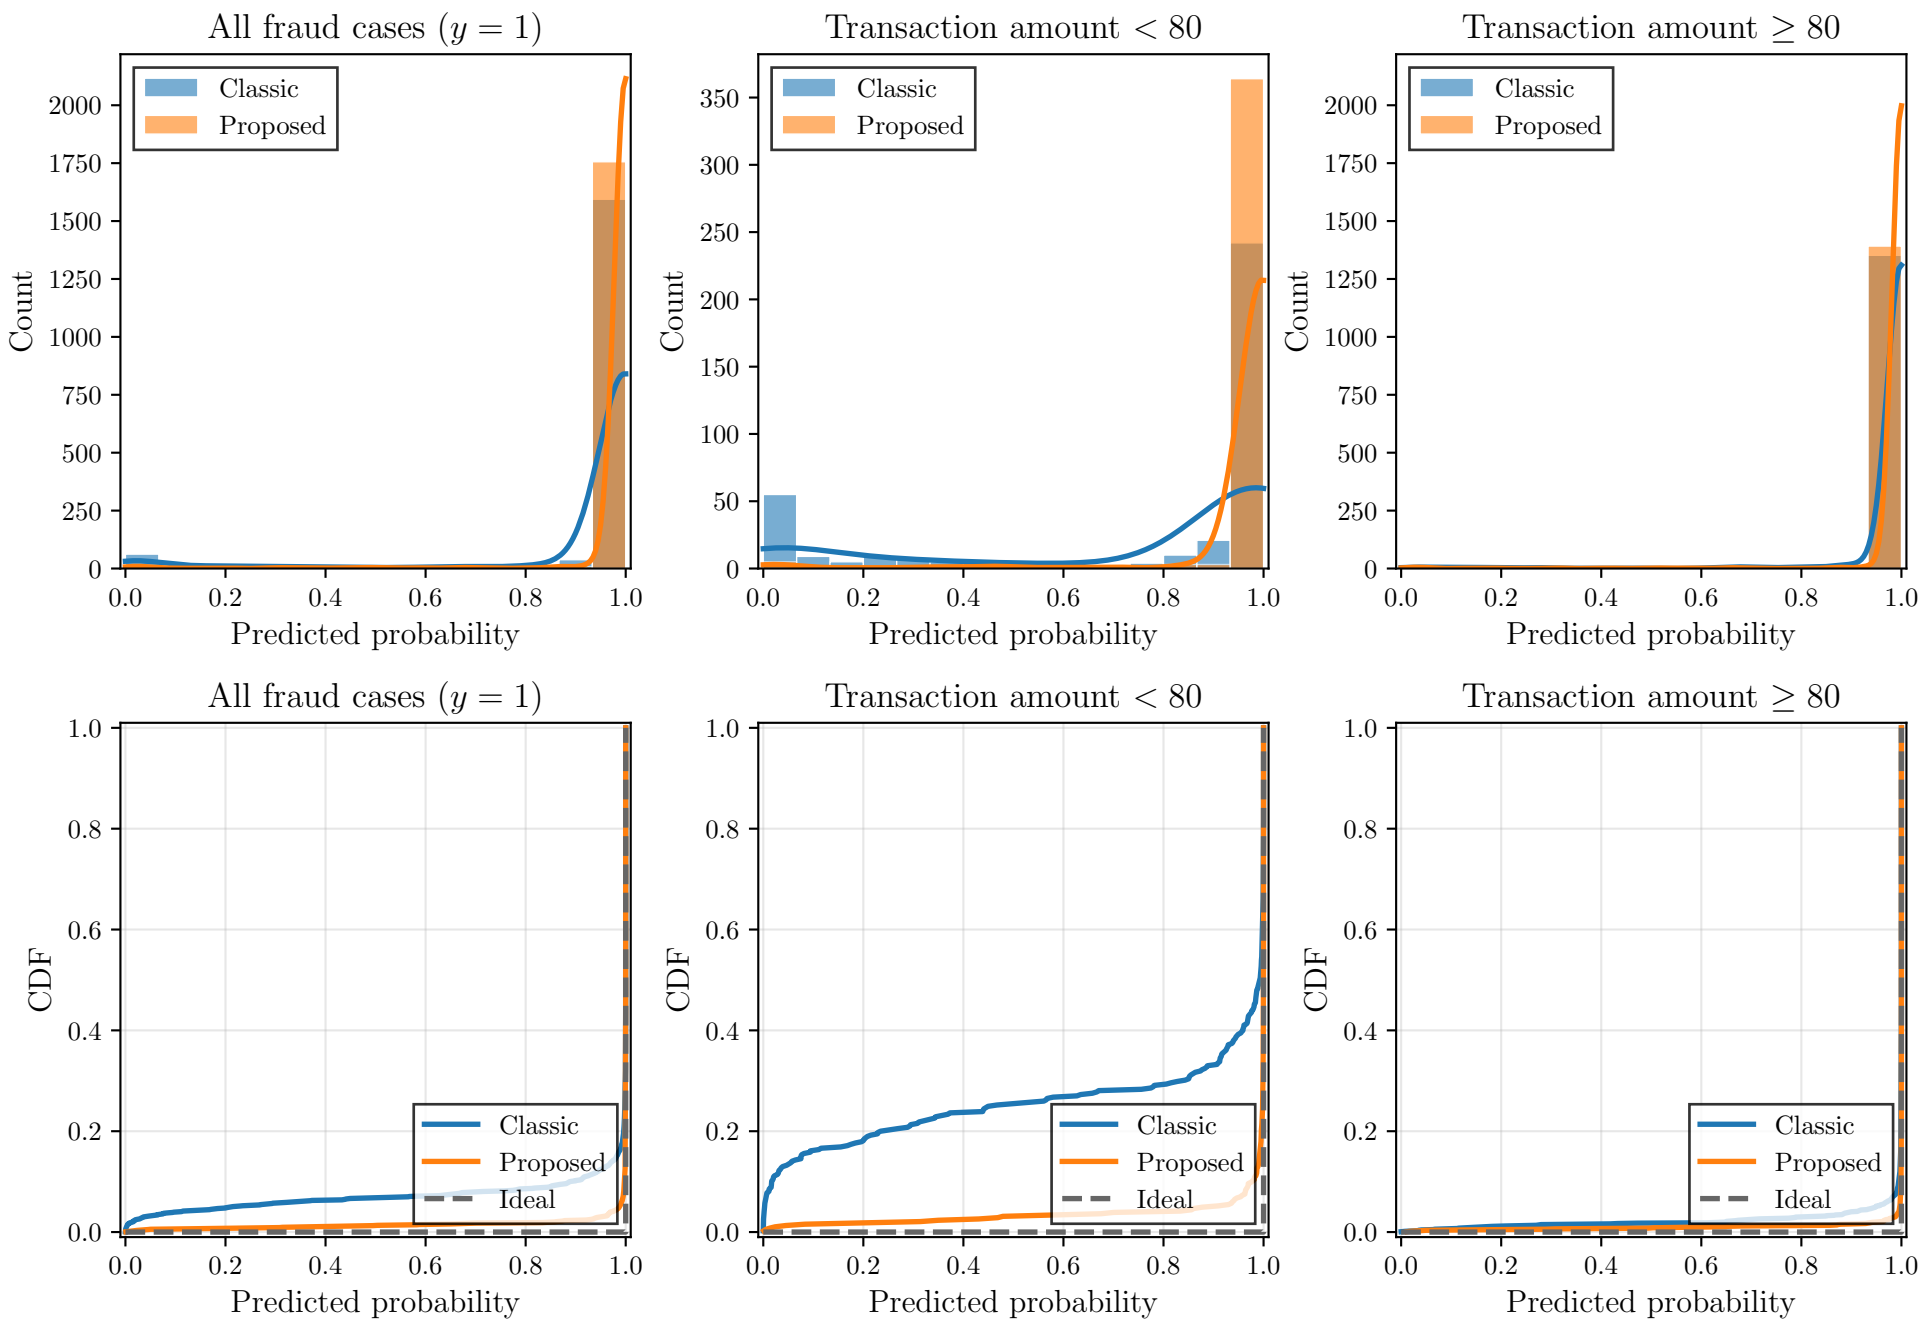 All fraud cases (y = 1)
Classic
Proposed
Count
2000
1750
1500
1250
1000
750
500
250
0
0.0 0.2 0.4 0.6 0.8 1.0
Predicted probability
Transaction amount < 80
Classic
Proposed
Count
350
300
250
200
150
100
50
0
0.0 0.2 0.4 0.6 0.8 1.0
Predicted probability
Transaction amount ≥ 80
Classic
Proposed
Count
2000
1750
1500
1250
1000
750
500
250
0
0.0 0.2 0.4 0.6 0.8 1.0
Predicted probability
All fraud cases (y = 1)
CDF
1.0
0.8
0.6
0.4
0.2
0.0
Classic
Proposed
Ideal
0.0 0.2 0.4 0.6 0.8 1.0
Predicted probability
Transaction amount < 80
CDF
1.0
0.8
0.6
0.4
0.2
0.0
Classic
Proposed
Ideal
0.0 0.2 0.4 0.6 0.8 1.0
Predicted probability
Transaction amount ≥ 80
CDF
1.0
0.8
0.6
0.4
0.2
0.0
Classic
Proposed
Ideal
0.0 0.2 0.4 0.6 0.8 1.0
Predicted probability